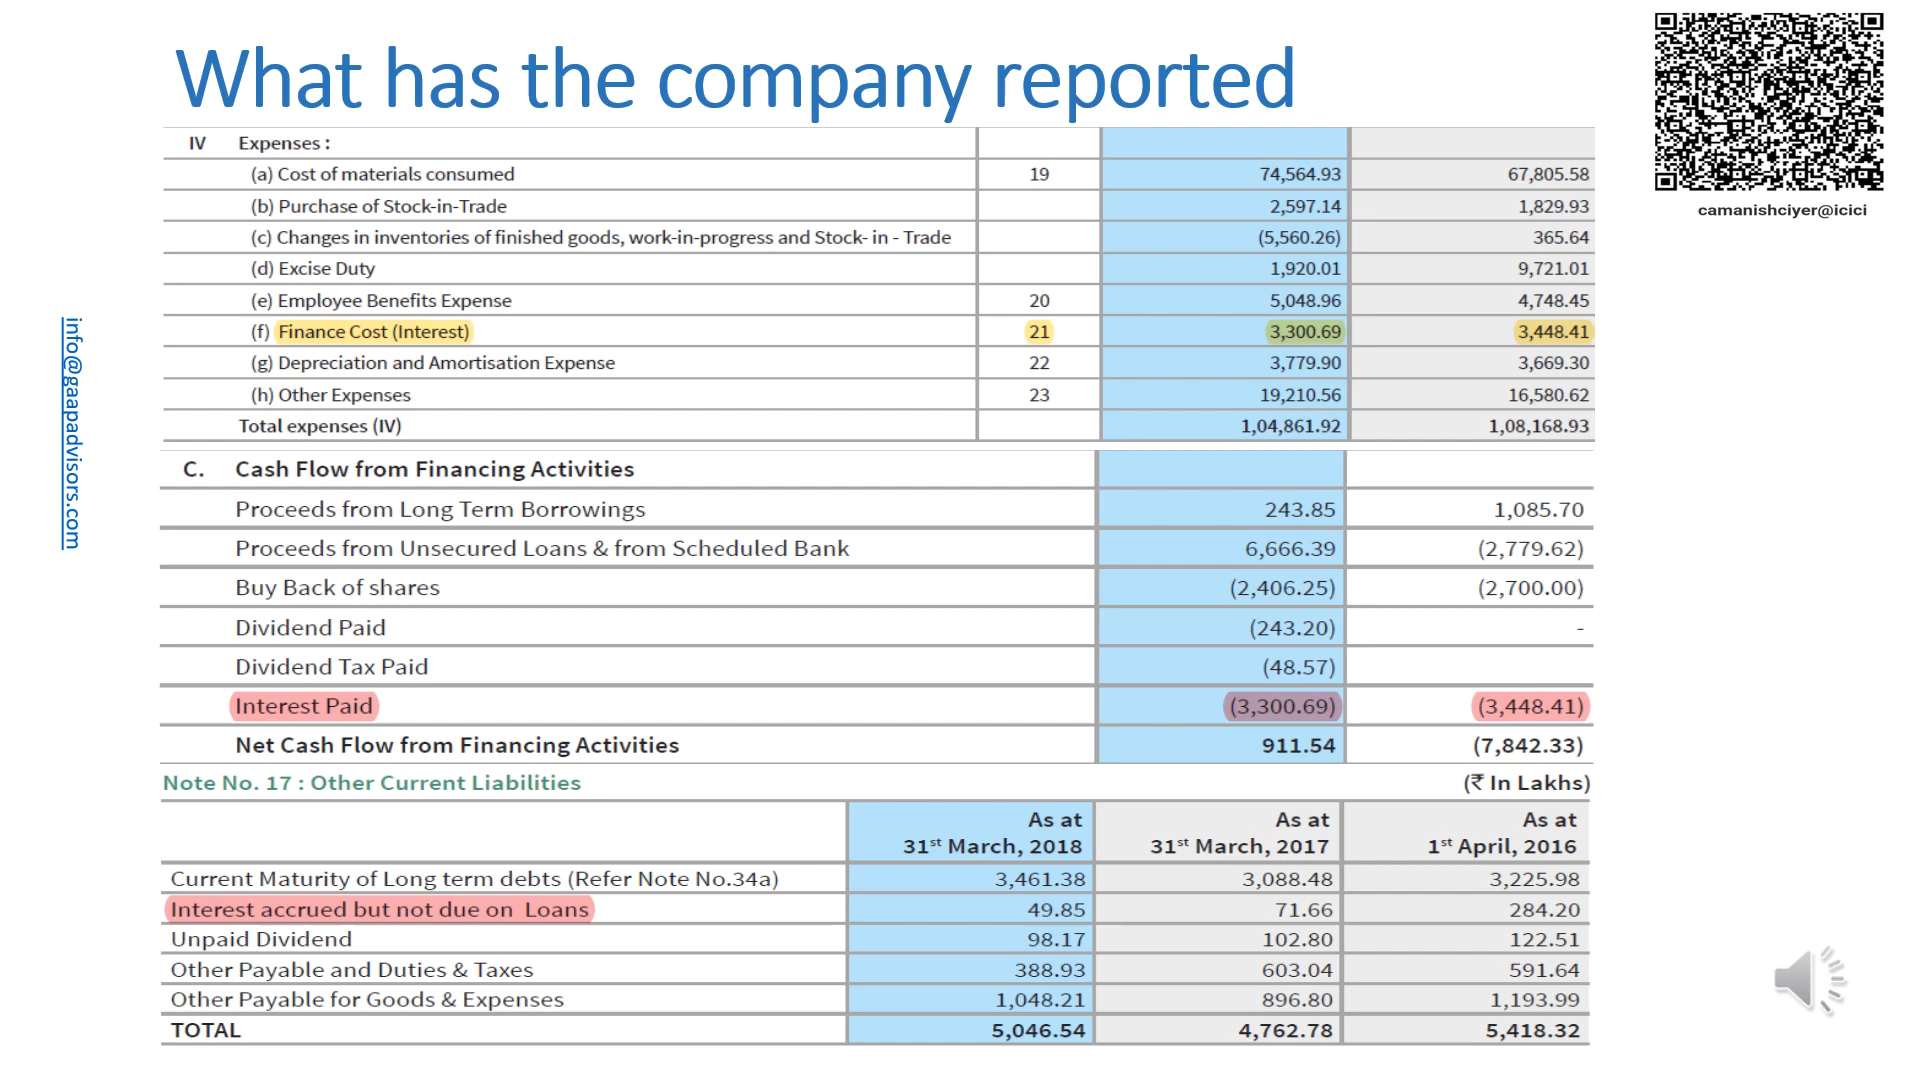 What has the company reported
camanishciyer@icici
info@gaapadvisors.com
IV Expenses :
(a) Cost of materials consumed 19 74,564.93 67,805.58
(b) Purchase of Stock-in-Trade 2,597.14 1,829.93
(c) Changes in inventories of finished goods, work-in-progress and Stock- in - Trade (5,560.26) 365.64
(d) Excise Duty 1,920.01 9,721.01
(e) Employee Benefits Expense 20 5,048.96 4,748.45
(f) Finance Cost (Interest) 21 3,300.69 3,448.41
(g) Depreciation and Amortisation Expense 22 3,779.90 3,669.30
(h) Other Expenses 23 19,210.56 16,580.62
Total expenses (IV) 1,04,861.92 1,08,168.93
C. Cash Flow from Financing Activities
Proceeds from Long Term Borrowings 243.85 1,085.70
Proceeds from Unsecured Loans & from Scheduled Bank 6,666.39 (2,779.62)
Buy Back of shares (2,406.25) (2,700.00)
Dividend Paid (243.20) -
Dividend Tax Paid (48.57)
Interest Paid (3,300.69) (3,448.41)
Net Cash Flow from Financing Activities 911.54 (7,842.33)
Note No. 17 : Other Current Liabilities (₹ In Lakhs)
As at As at As at
31st March, 2018 31st March, 2017 1st April, 2016
Current Maturity of Long term debts (Refer Note No.34a) 3,461.38 3,088.48 3,225.98
Interest accrued but not due on Loans 49.85 71.66 284.20
Unpaid Dividend 98.17 102.80 122.51
Other Payable and Duties & Taxes 388.93 603.04 591.64
Other Payable for Goods & Expenses 1,048.21 896.80 1,193.99
TOTAL 5,046.54 4,762.78 5,418.32